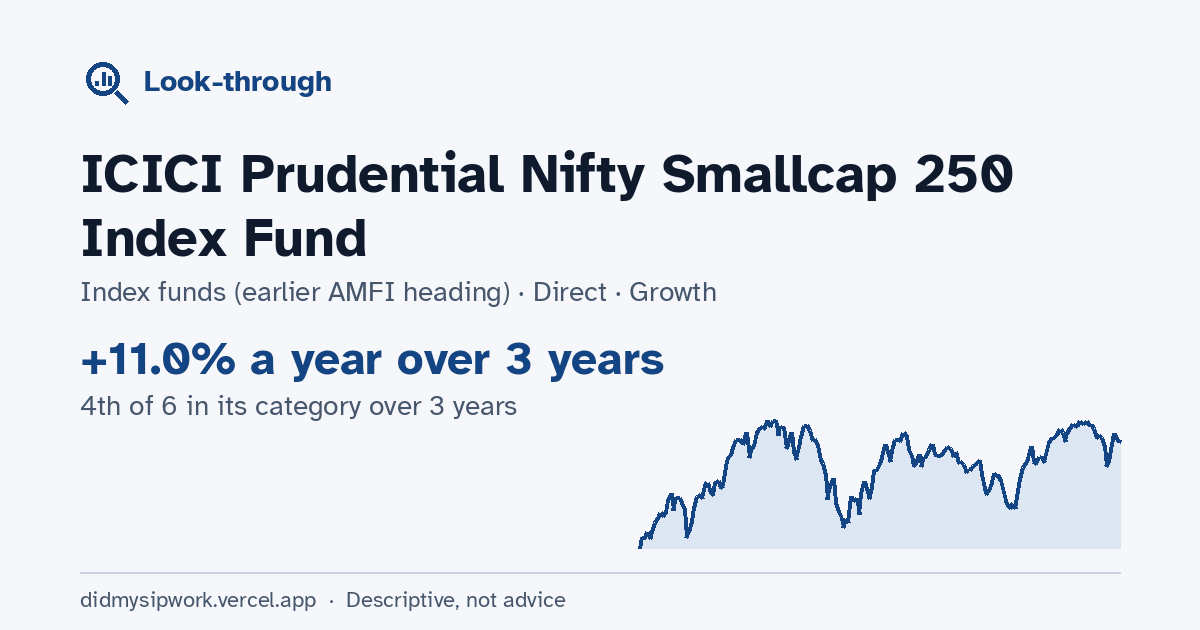 Look-through
ICICI Prudential Nifty Smallcap 250
Index Fund
Index funds (earlier AMFI heading) · Direct · Growth
+11.0% a year over 3 years
4th of 6 in its category over 3 years
didmysipwork.vercel.app · Descriptive, not advice